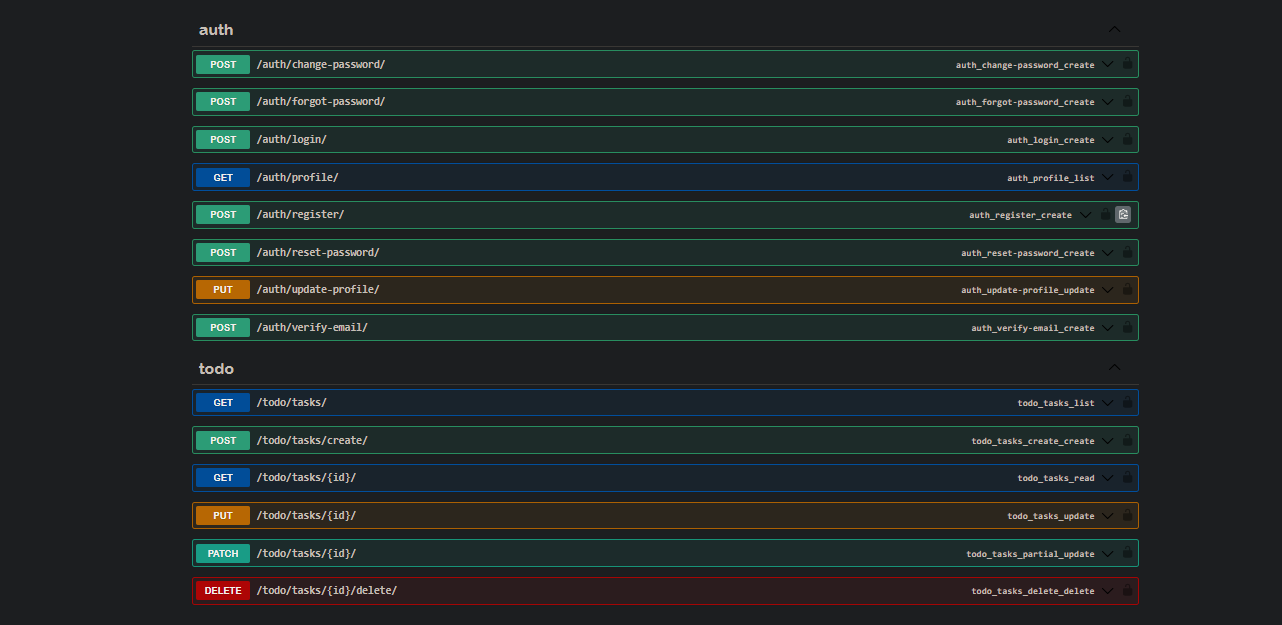 auth
POST /auth/change-password/ auth_change-password_create
POST /auth/forgot-password/ auth_forgot-password_create
POST /auth/login/ auth_login_create
GET /auth/profile/ auth_profile_list
POST /auth/register/ auth_register_create
POST /auth/reset-password/ auth_reset-password_create
PUT /auth/update-profile/ auth_update-profile_update
POST /auth/verify-email/ auth_verify-email_create
todo
GET /todo/tasks/ todo_tasks_list
POST /todo/tasks/create/ todo_tasks_create_create
GET /todo/tasks/{id}/ todo_tasks_read
PUT /todo/tasks/{id}/ todo_tasks_update
PATCH /todo/tasks/{id}/ todo_tasks_partial_update
DELETE /todo/tasks/{id}/delete/ todo_tasks_delete_delete